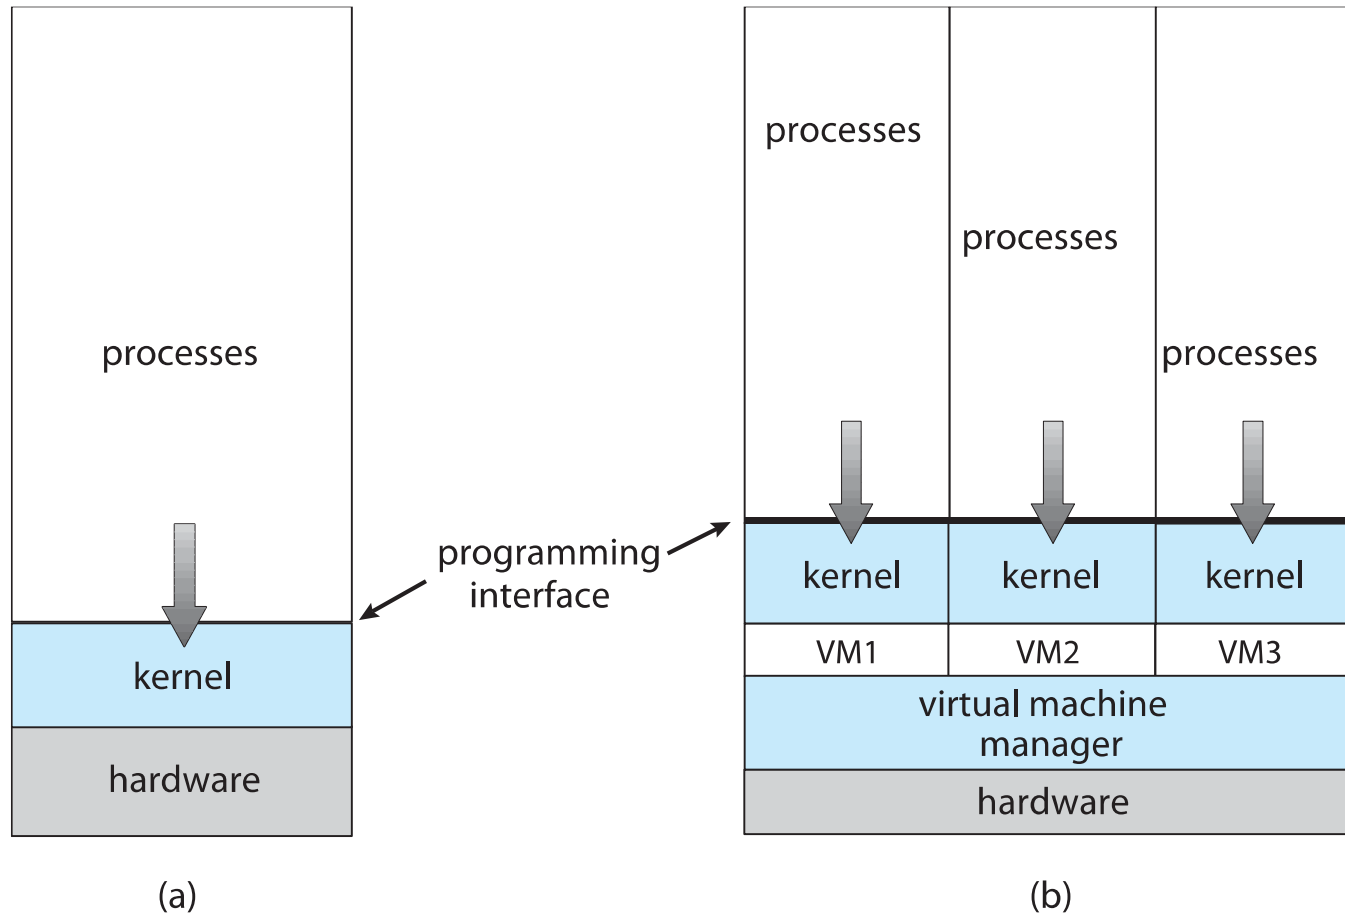 processes
kernel
hardware
(a)
programming
interface
processes
processes
processes
kernel
kernel
kernel
VM1
VM2
VM3
virtual machine
manager
hardware
(b)